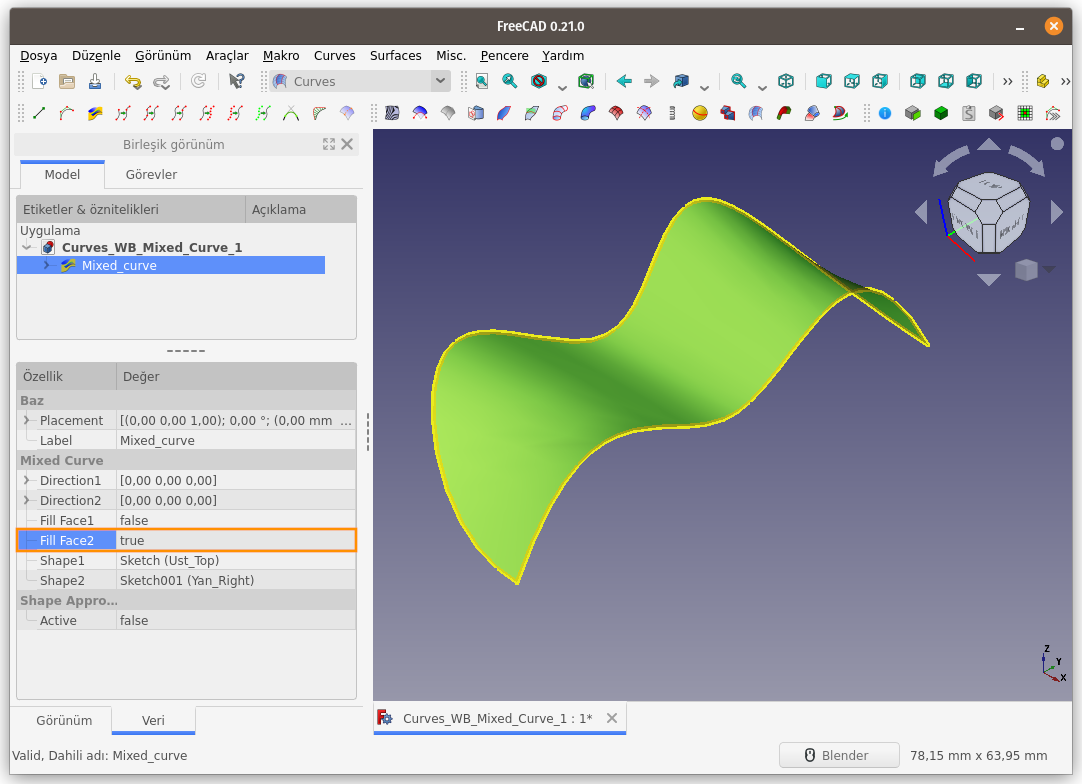 FreeCAD 0.21.0
Dosya Düzenle Görünüm Araçlar Makro Curves Surfaces Misc. Pencere Yardım
Curves
Birleşik görünüm
Model Görevler
Etiketler & öznitelikleri Açıklama
Uygulama
Curves_WB_Mixed_Curve_1
Mixed_curve
Özellik Değer
Baz
Placement [(0,00 0,00 1,00); 0,00 °; (0,00 mm ...
Label Mixed_curve
Mixed Curve
Direction1 [0,00 0,00 0,00]
Direction2 [0,00 0,00 0,00]
Fill Face1 false
Fill Face2 true
Shape1 Sketch (Ust_Top)
Shape2 Sketch001 (Yan_Right)
Shape Appro...
Active false
Z
Y
X
Görünüm Veri
Curves_WB_Mixed_Curve_1 : 1*
Valid, Dahili adı: Mixed_curve
Blender 78,15 mm x 63,95 mm